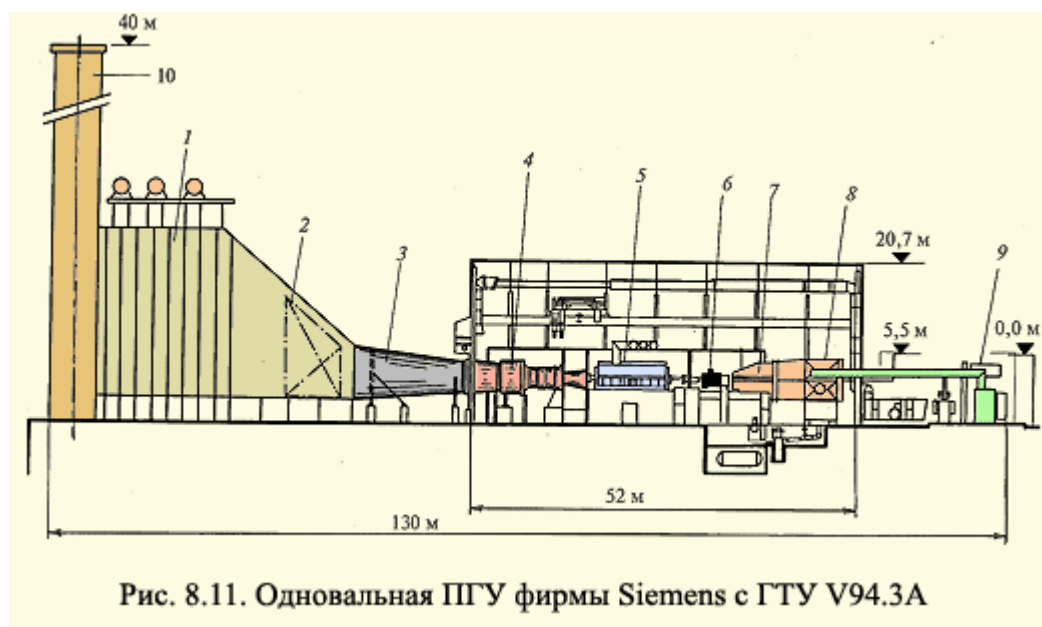 40 м
10
1
2
3
4
5
6
7
8
9
20,7 м
5,5 м
0,0 м
52 м
130 м
Рис. 8.11. Одновальная ПГУ фирмы Siemens с ГТУ V94.3А